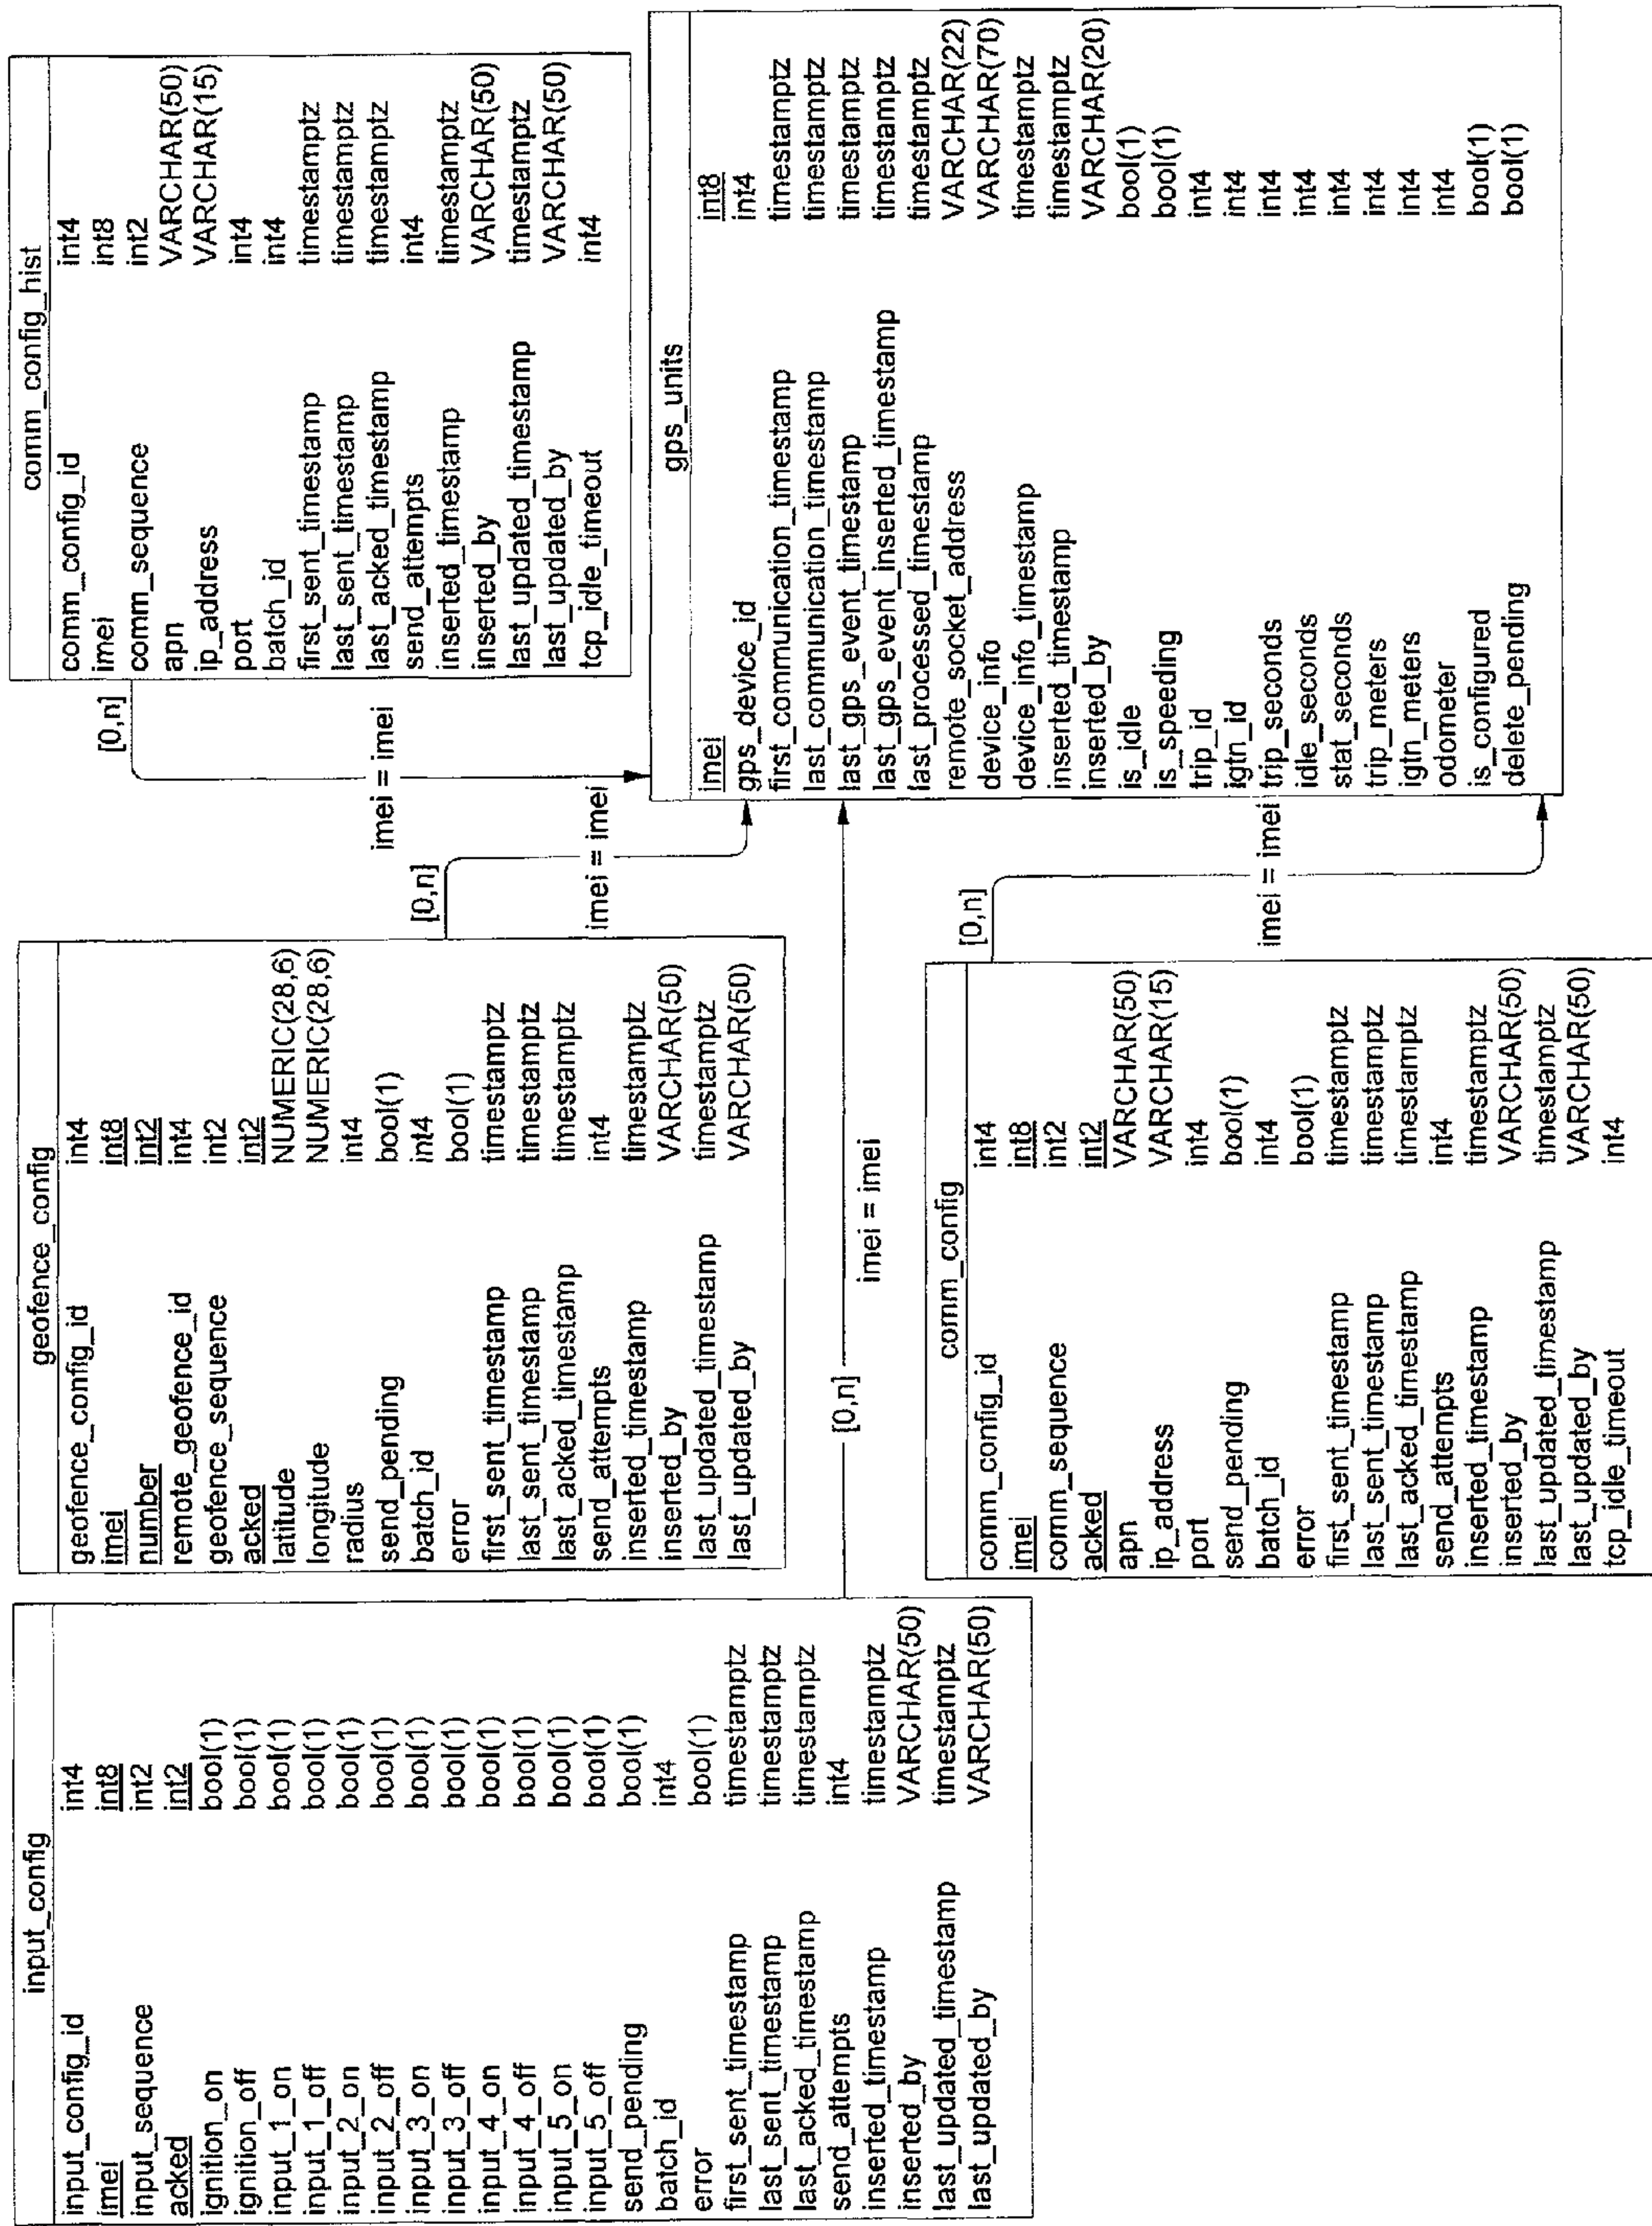 input_config
input_config_id int4
imei int8
input_sequence int2
acked int2
ignition_on bool(1)
ignition_off bool(1)
input_1_on bool(1)
input_1_off bool(1)
input_2_on bool(1)
input_2_off bool(1)
input_3_on bool(1)
input_3_off bool(1)
input_4_on bool(1)
input_4_off bool(1)
input_5_on bool(1)
input_5_off bool(1)
send_pending bool(1)
batch_id int4
error bool(1)
first_sent_timestamp timestamptz
last_sent_timestamp timestamptz
last_acked_timestamp timestamptz
send_attempts int4
inserted_timestamp timestamptz
inserted_by VARCHAR(50)
last_updated_timestamp timestamptz
last_updated_by VARCHAR(50)
geofence_config
geofence_config_id int4
imei int8
number int2
remote_geofence_id int4
geofence_sequence int2
acked int2
latitude NUMERIC(28,6)
longitude NUMERIC(28,6)
radius int4
send_pending bool(1)
batch_id int4
error bool(1)
first_sent_timestamp timestamptz
last_sent_timestamp timestamptz
last_acked_timestamp timestamptz
send_attempts int4
inserted_timestamp timestamptz
inserted_by VARCHAR(50)
last_updated_timestamp timestamptz
last_updated_by VARCHAR(50)
[0,n]
imei = imei
comm_config
comm_config_id int4
imei int8
comm_sequence int2
acked int2
apn VARCHAR(50)
ip_address VARCHAR(15)
port int4
send_pending bool(1)
batch_id int4
error bool(1)
first_sent_timestamp timestamptz
last_sent_timestamp timestamptz
last_acked_timestamp timestamptz
send_attempts int4
inserted_timestamp timestamptz
inserted_by VARCHAR(50)
last_updated_timestamp timestamptz
last_updated_by VARCHAR(50)
tcp_idle_timeout int4
[0,n]
imei = imei
[0,n]
imei = imei
[0,n]
imei = imei
comm_config_hist
comm_config_id int4
imei int8
comm_sequence int2
apn VARCHAR(50)
ip_address VARCHAR(15)
port int4
batch_id int4
first_sent_timestamp timestamptz
last_sent_timestamp timestamptz
last_acked_timestamp timestamptz
send_attempts int4
inserted_timestamp timestamptz
inserted_by VARCHAR(50)
last_updated_timestamp timestamptz
last_updated_by VARCHAR(50)
tcp_idle_timeout int4
gps_units
imei int8
gps_device_id int4
first_communication_timestamp timestamptz
last_communication_timestamp timestamptz
last_gps_event_timestamp timestamptz
last_gps_event_inserted_timestamp timestamptz
last_processed_timestamp timestamptz
remote_socket_address VARCHAR(22)
device_info VARCHAR(70)
device_info_timestamp timestamptz
inserted_timestamp timestamptz
inserted_by VARCHAR(20)
is_idle bool(1)
is_speeding bool(1)
trip_id int4
igtn_id int4
trip_seconds int4
idle_seconds int4
stat_seconds int4
trip_meters int4
igtn_meters int4
odometer int4
is_configured bool(1)
delete_pending bool(1)